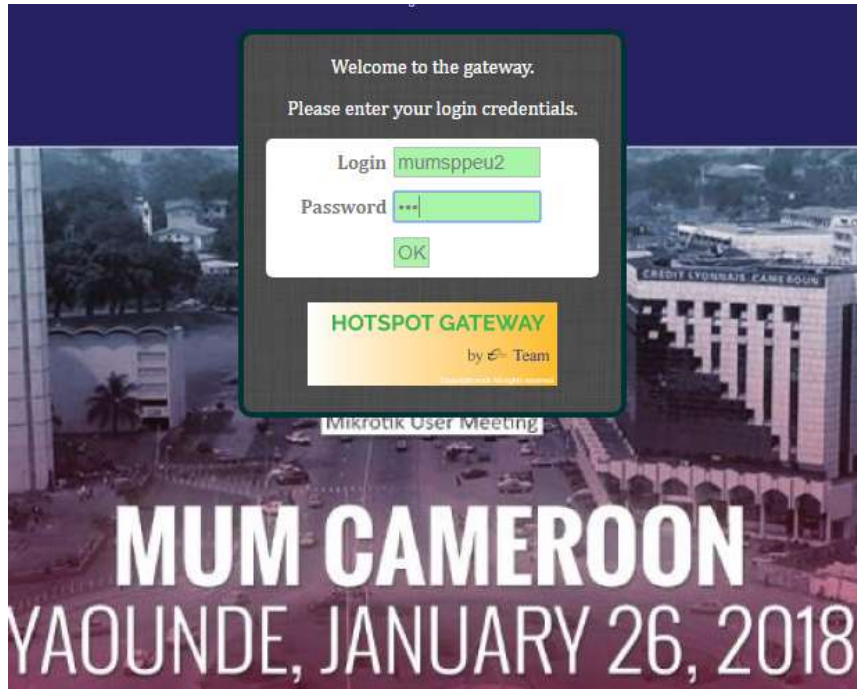 Welcome to the gateway.
Please enter your login credentials.
Login mumsppeu2
Password •••
OK
HOTSPOT GATEWAY
by Team
CREDIT LYONNAIS CAMEROUN
Mikrotik User Meeting
MUM CAMEROON
YAOUNDE, JANUARY 26, 2018